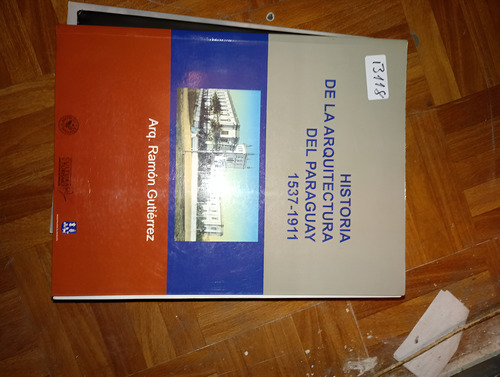 13118
HISTORIA
DE LA ARQUITECTURA
DEL PARAGUAY
1537-1911
Arq. Ramón Gutiérrez